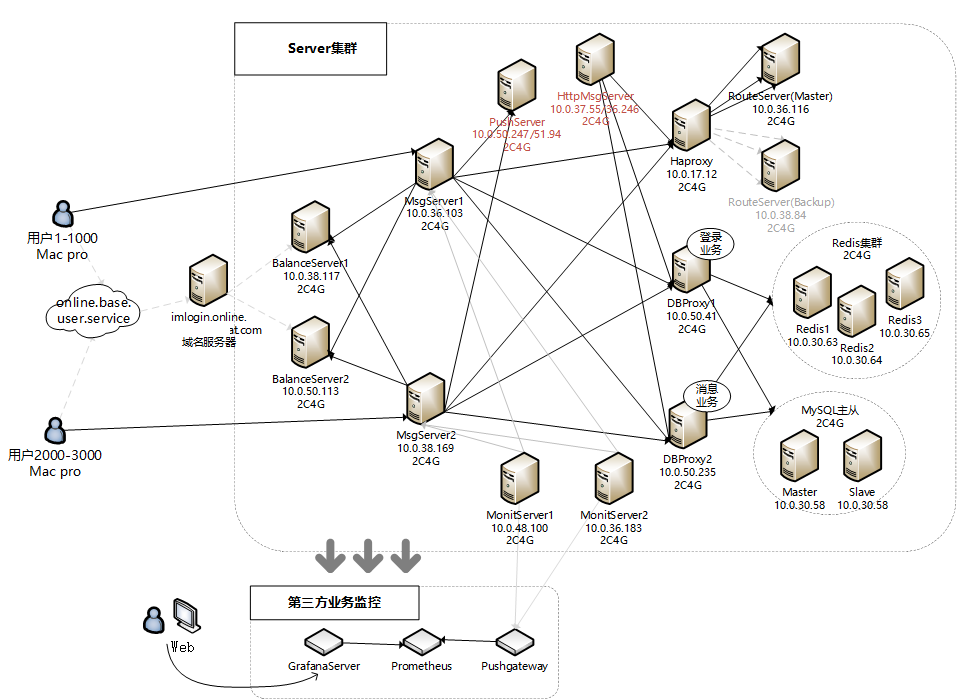 Server集群
HttpMsgServer
10.0.37.55/36.246
2C4G
PushServer
10.0.50.247/51.94
2C4G
RouteServer(Master)
10.0.36.116
2C4G
Haproxy
10.0.17.12
2C4G
RouteServer(Backup)
10.0.38.84
2C4G
MsgServer1
10.0.36.103
2C4G
用户1-1000
Mac pro
BalanceServer1
10.0.38.117
2C4G
登录
业务
DBProxy1
10.0.50.41
2C4G
Redis集群
2C4G
Redis1
10.0.30.63
Redis2
10.0.30.64
Redis3
10.0.30.65
online.base.
user.service
imlogin.online.
at.com
域名服务器
BalanceServer2
10.0.50.113
2C4G
消息
业务
DBProxy2
10.0.50.235
2C4G
MySQL主从
2C4G
Master
10.0.30.58
Slave
10.0.30.58
MsgServer2
10.0.38.169
2C4G
用户2000-3000
Mac pro
MonitServer1
10.0.48.100
2C4G
MonitServer2
10.0.36.183
2C4G
第三方业务监控
Web
GrafanaServer
Prometheus
Pushgateway